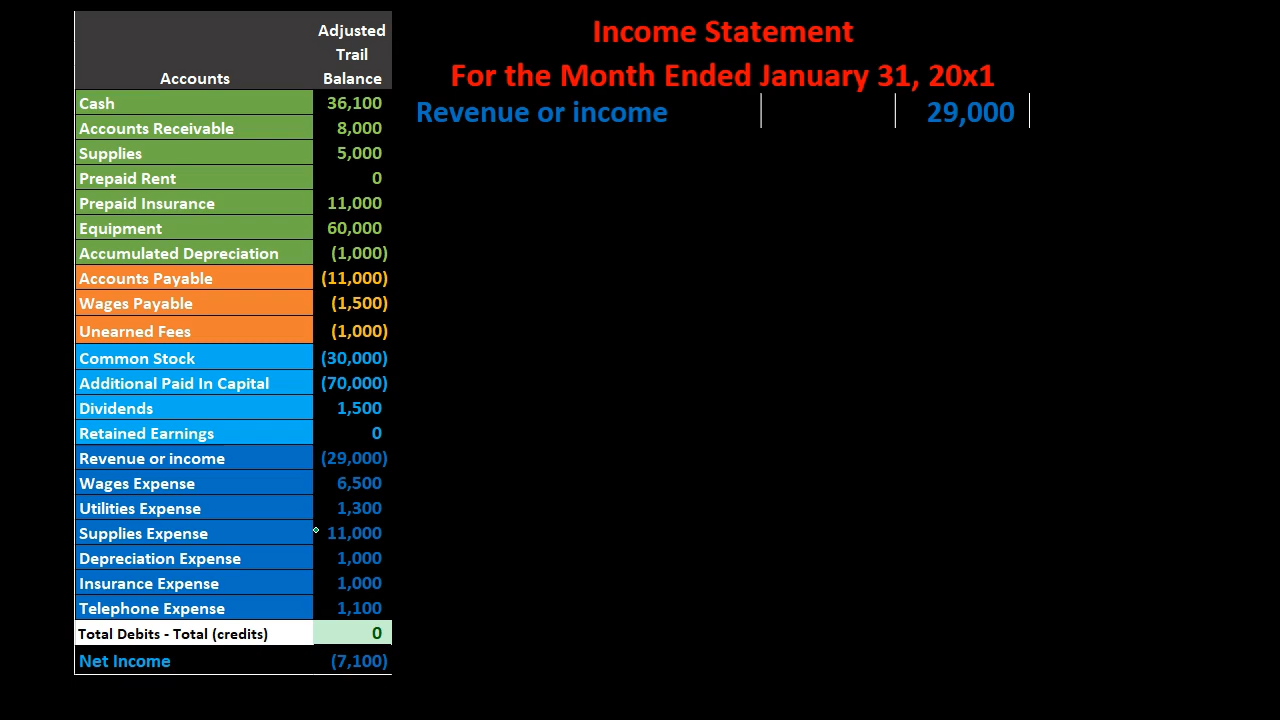 Adjusted
Trail
Accounts Balance
Cash 36,100
Accounts Receivable 8,000
Supplies 5,000
Prepaid Rent 0
Prepaid Insurance 11,000
Equipment 60,000
Accumulated Depreciation (1,000)
Accounts Payable (11,000)
Wages Payable (1,500)
Unearned Fees (1,000)
Common Stock (30,000)
Additional Paid In Capital (70,000)
Dividends 1,500
Retained Earnings 0
Revenue or income (29,000)
Wages Expense 6,500
Utilities Expense 1,300
Supplies Expense 11,000
Depreciation Expense 1,000
Insurance Expense 1,000
Telephone Expense 1,100
Total Debits - Total (credits) 0
Net Income (7,100)
Income Statement
For the Month Ended January 31, 20x1
Revenue or income 29,000